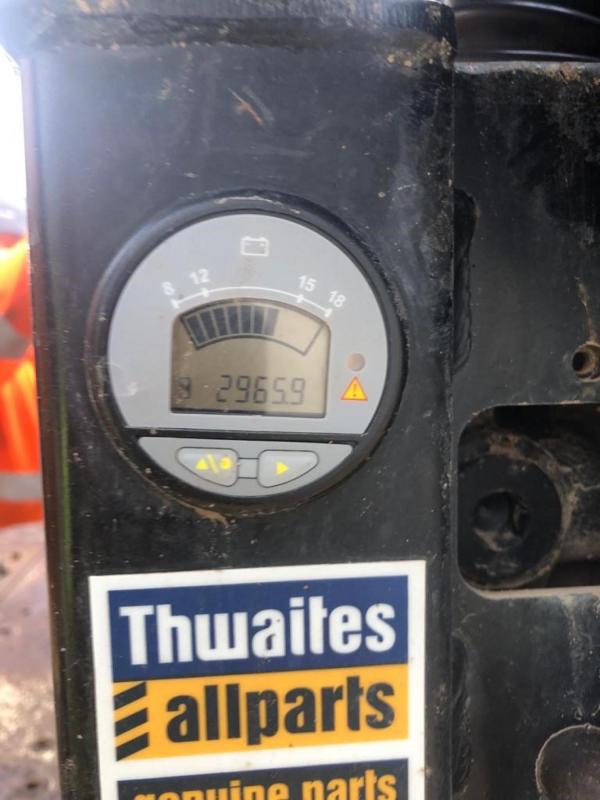 8 12 15 18
2965.9
Thwaites
allparts
genuine parts